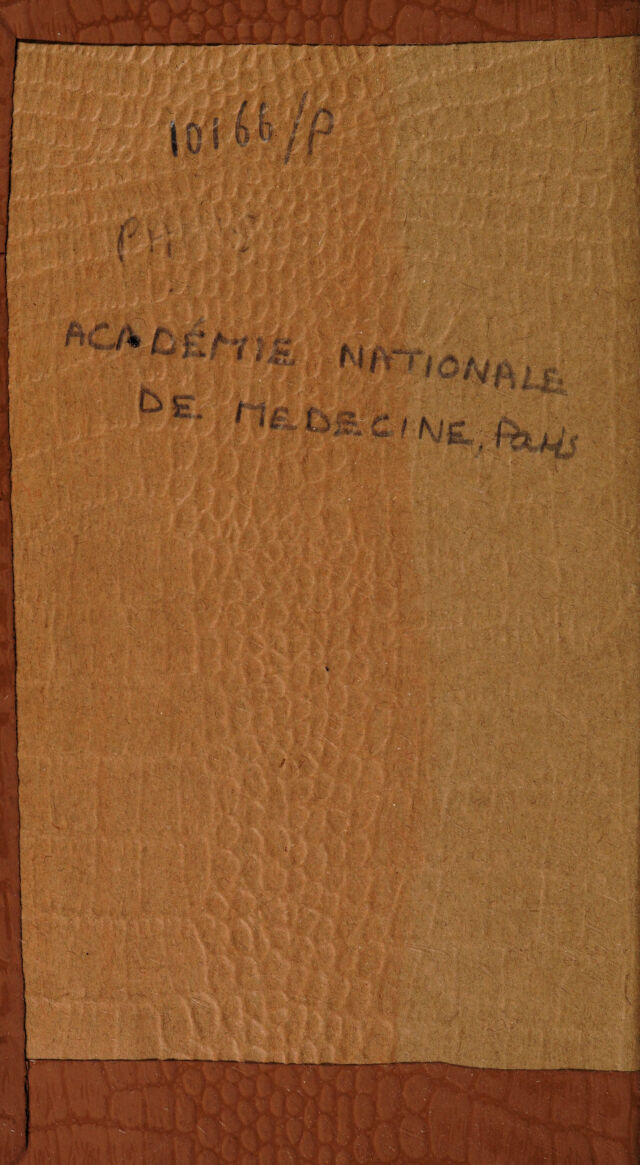 10166/P
ACADÉMIE NATIONALE
DE MEDECINE, Paris